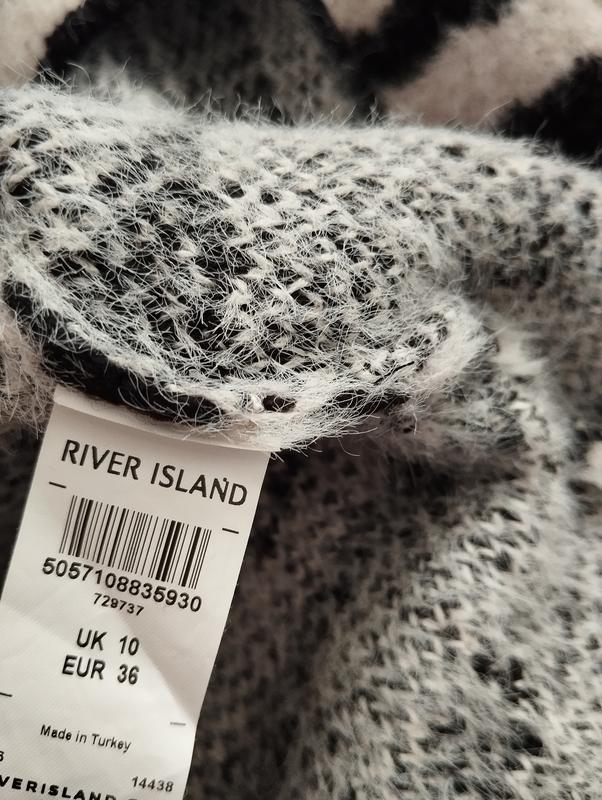 RIVER ISLAND
5057108835930
729737
UK 10
EUR 36
Made in Turkey
14438